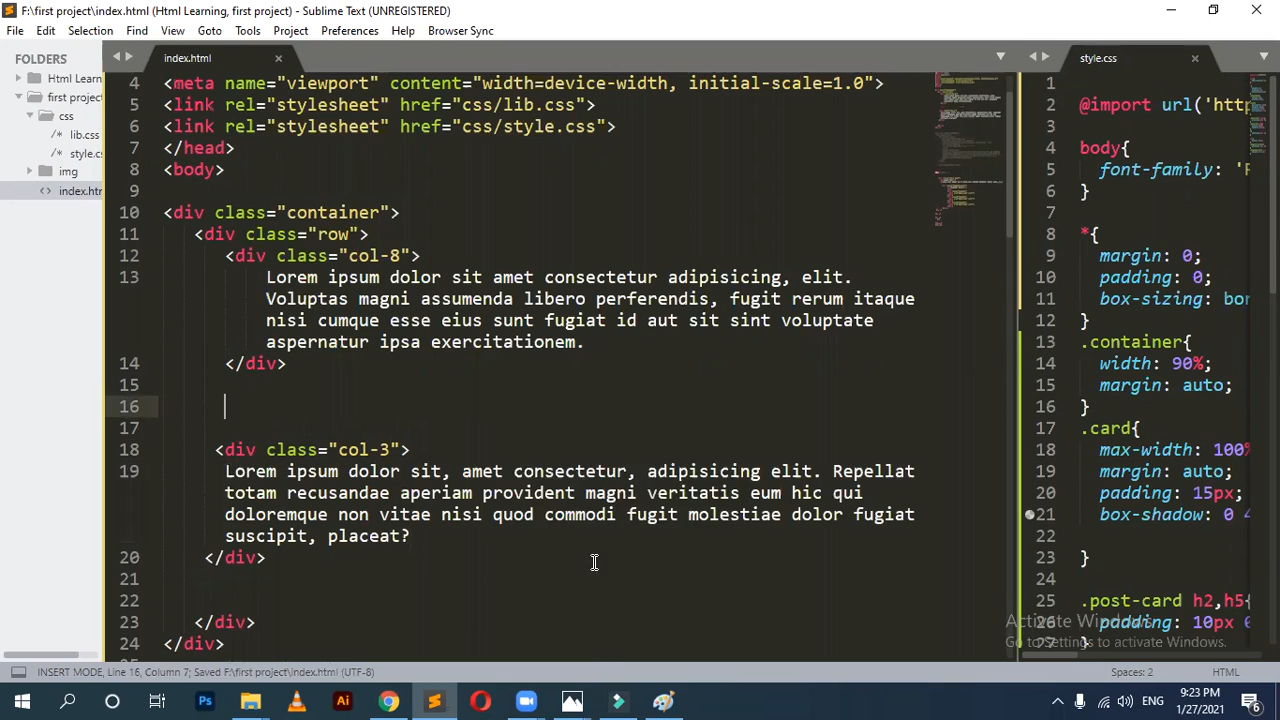 F:\first project\index.html (Html Learning, first project) - Sublime Text (UNREGISTERED)
File Edit Selection Find View Goto Tools Project Preferences Help Browser Sync
FOLDERS
Html Learn
first project
css
lib.css
style.cs
img
index.htm
index.html
4 <meta name="viewport" content="width=device-width, initial-scale=1.0">
5 <link rel="stylesheet" href="css/lib.css">
6 <link rel="stylesheet" href="css/style.css">
7 </head>
8 <body>
9
10 <div class="container">
11 <div class="row">
12 <div class="col-8">
13 Lorem ipsum dolor sit amet consectetur adipisicing, elit.
Voluptas magni assumenda libero perferendis, fugit rerum itaque
nisi cumque esse eius sunt fugiat id aut sit sint voluptate
aspernatur ipsa exercitationem.
14 </div>
15
16
17
18 <div class="col-3">
19 Lorem ipsum dolor sit, amet consectetur, adipisicing elit. Repellat
totam recusandae aperiam provident magni veritatis eum hic qui
doloremque non vitae nisi quod commodi fugit molestiae dolor fugiat
suscipit, placeat?
20 </div>
21
22
23 </div>
24 </div>
style.css
1
2 @import url('http
3
4 body{
5 font-family: 'P
6 }
7
8 *{
9 margin: 0;
10 padding: 0;
11 box-sizing: bor
12 }
13 .container{
14 width: 90%;
15 margin: auto;
16 }
17 .card{
18 max-width: 100%
19 margin: auto;
20 padding: 15px;
21 box-shadow: 0 4
22
23 }
24
25 .post-card h2,h5{
26 padding: 10px 0
27 }
Activate Windows
Go to Settings to activate Windows.
INSERT MODE, Line 16, Column 7; Saved F:\first project\index.html (UTF-8)
Spaces: 2
HTML
Ps
Ai
ENG
9:23 PM
1/27/2021
6